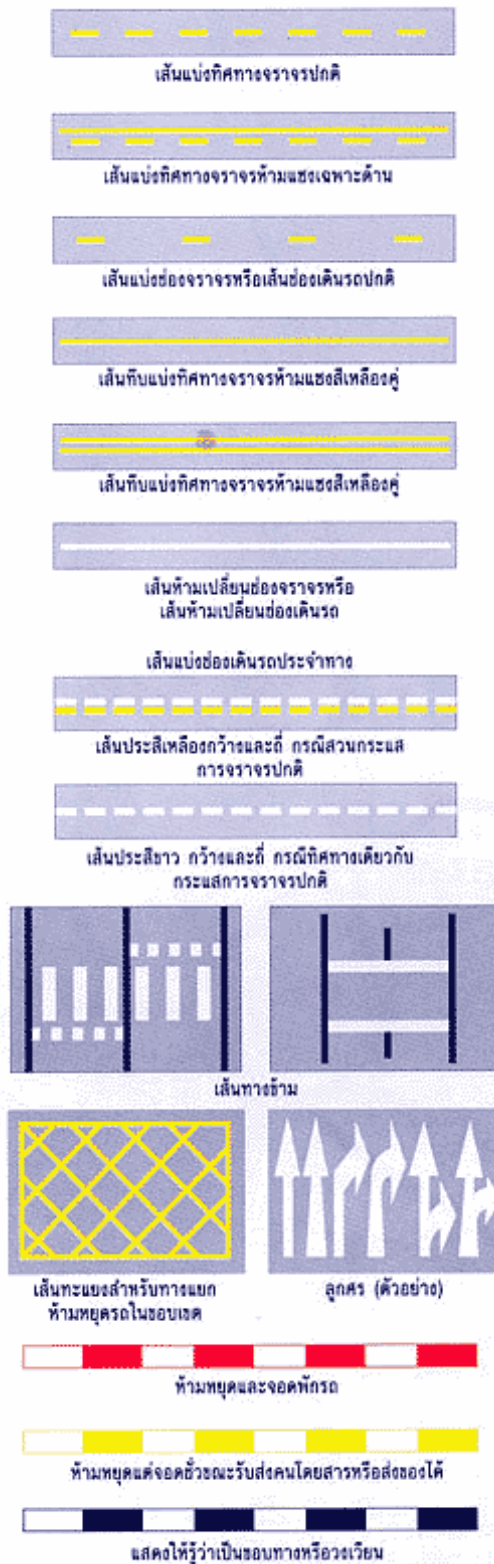 เส้นแบ่งทิศทางจราจรปกติ
เส้นแบ่งทิศทางจราจรห้ามแซงเฉพาะด้าน
เส้นแบ่งช่องจราจรหรือเส้นช่องเดินรถปกติ
เส้นทึบแบ่งทิศทางจราจรห้ามแซงสีเหลืองคู่
เส้นทึบแบ่งทิศทางจราจรห้ามแซงสีเหลืองคู่
เส้นห้ามเปลี่ยนช่องจราจรหรือ
เส้นห้ามเปลี่ยนช่องเดินรถ
เส้นแบ่งช่องเดินรถประจำทาง
เส้นประสีเหลืองกว้างและถี่ กรณีสวนกระแส
การจราจรปกติ
เส้นประสีขาว กว้างและถี่ กรณีทิศทางเดียวกับ
กระแสการจราจรปกติ
เส้นทางข้าม
เส้นทะแยงสำหรับทางแยก
ห้ามหยุดรถในขอบเขต
ลูกศร (ตัวอย่าง)
ห้ามหยุดและจอดพักรถ
ห้ามหยุดแต่จอดชั่วขณะรับส่งคนโดยสารหรือส่งของได้
แสดงให้รู้ว่าเป็นขอบทางหรือวงเวียน